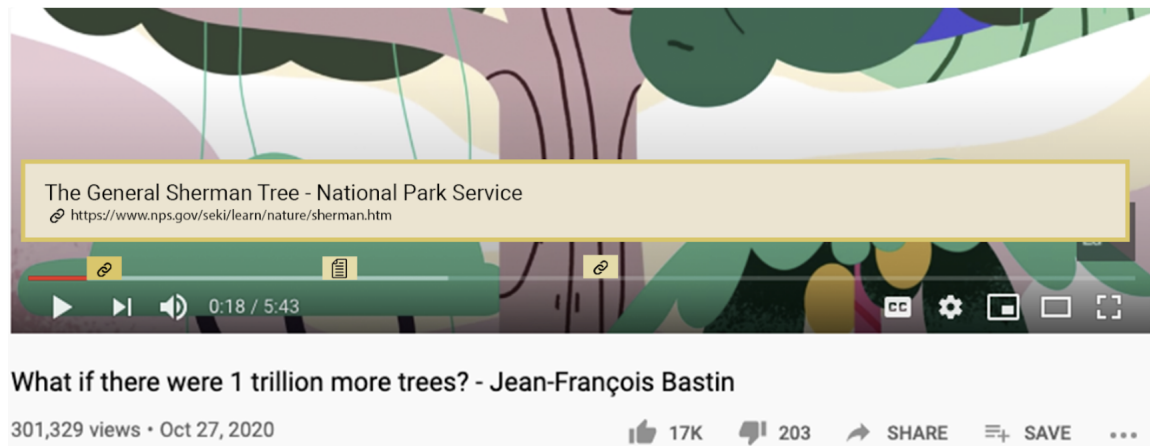 The General Sherman Tree - National Park Service
https://www.nps.gov/seki/learn/nature/sherman.htm
0:18 / 5:43
CC
What if there were 1 trillion more trees? - Jean-François Bastin
301,329 views • Oct 27, 2020
17K 203 SHARE SAVE